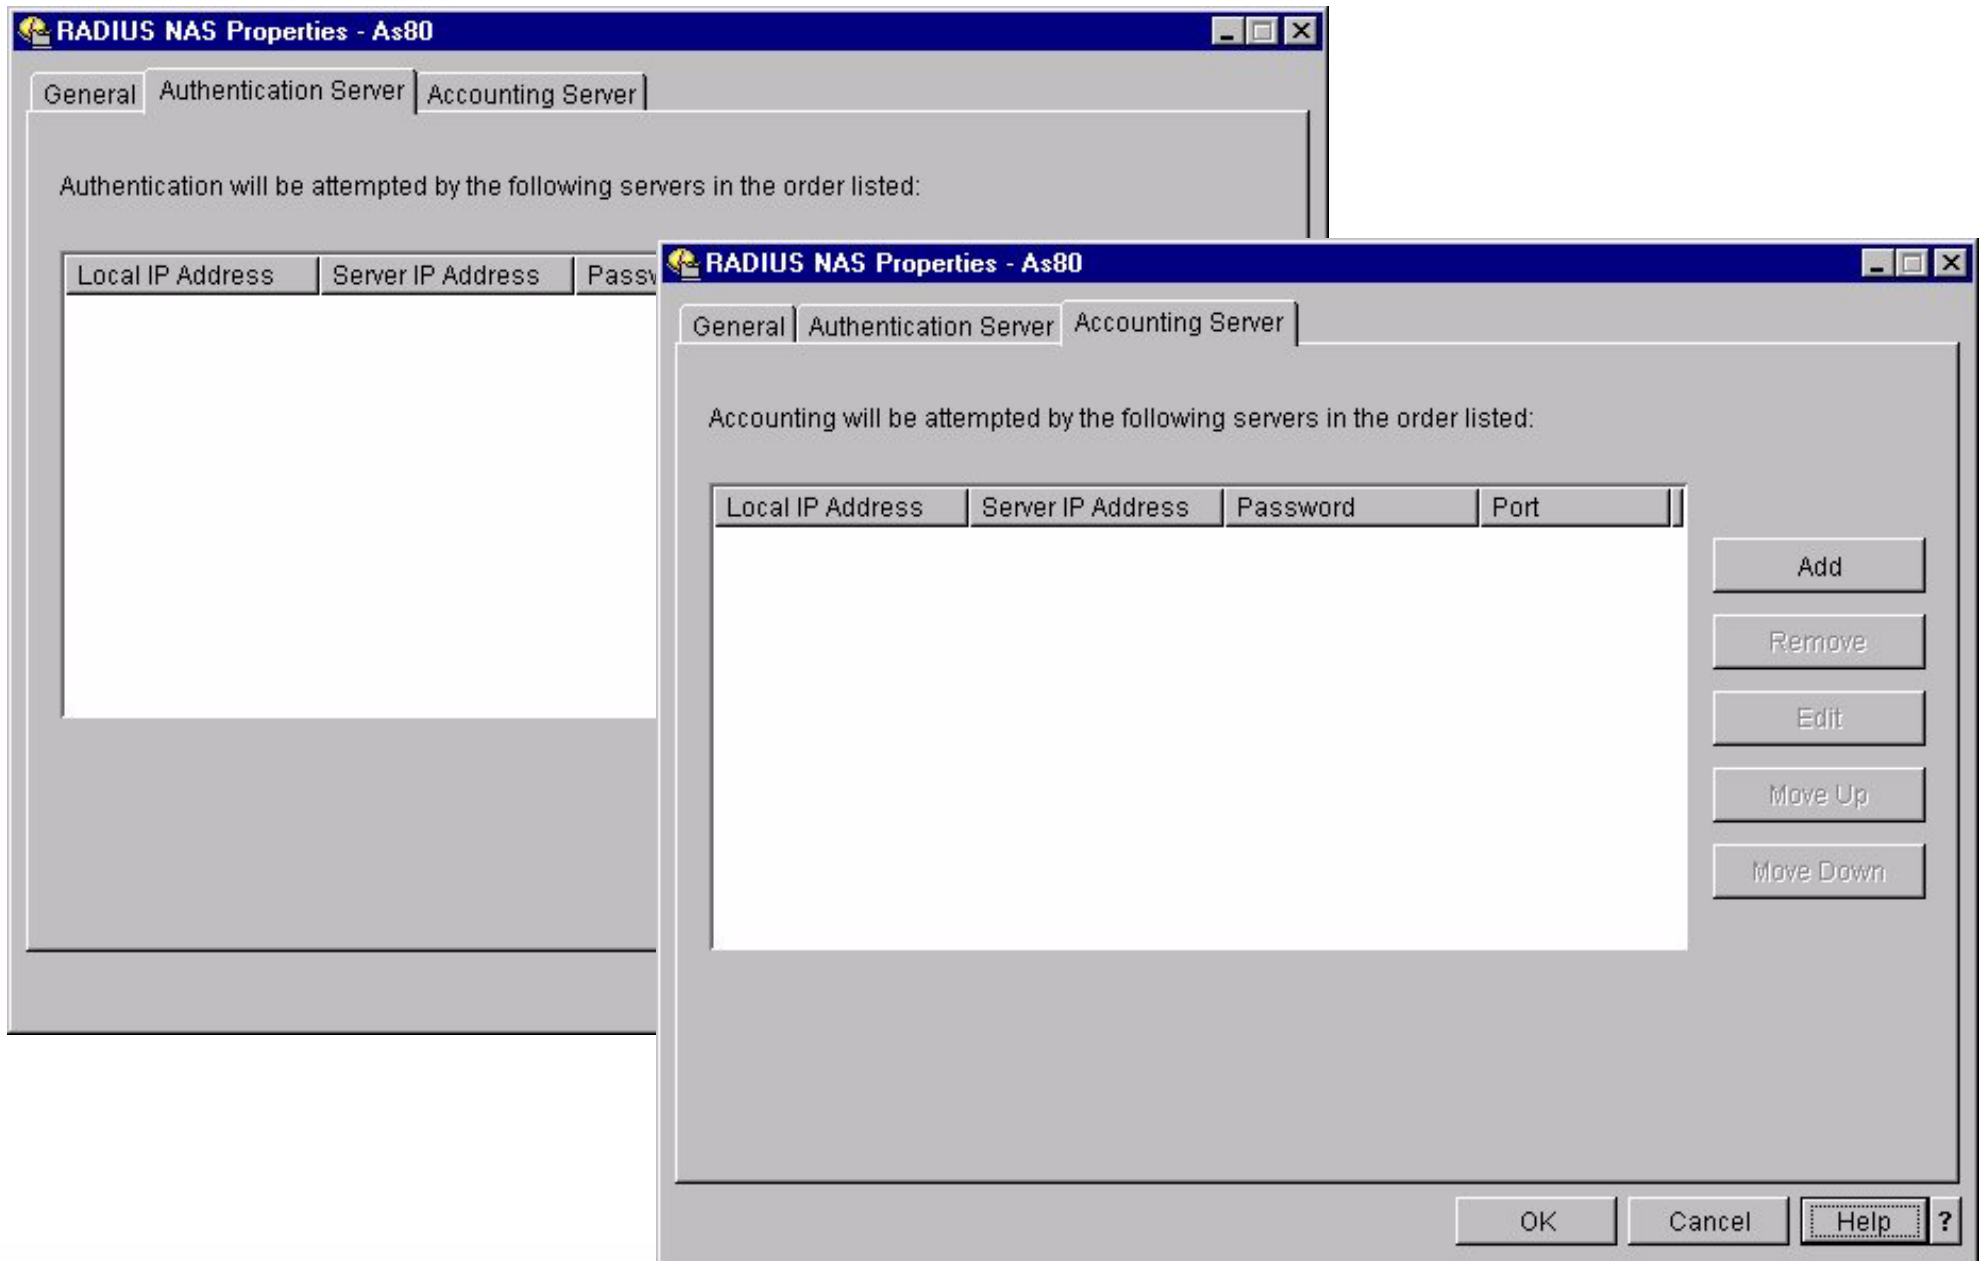 RADIUS NAS Properties - As80
General Authentication Server Accounting Server
Authentication will be attempted by the following servers in the order listed:
Local IP Address Server IP Address
RADIUS NAS Properties - As80
General Authentication Server Accounting Server
Accounting will be attempted by the following servers in the order listed:
Local IP Address Server IP Address Password Port
Add
Remove
Edit
Move Up
Move Down
OK Cancel Help ?